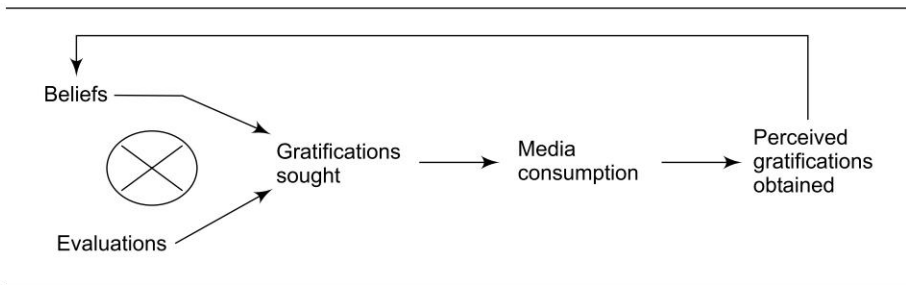 Beliefs
Evaluations
Gratifications
sought
Media
consumption
Perceived
gratifications
obtained